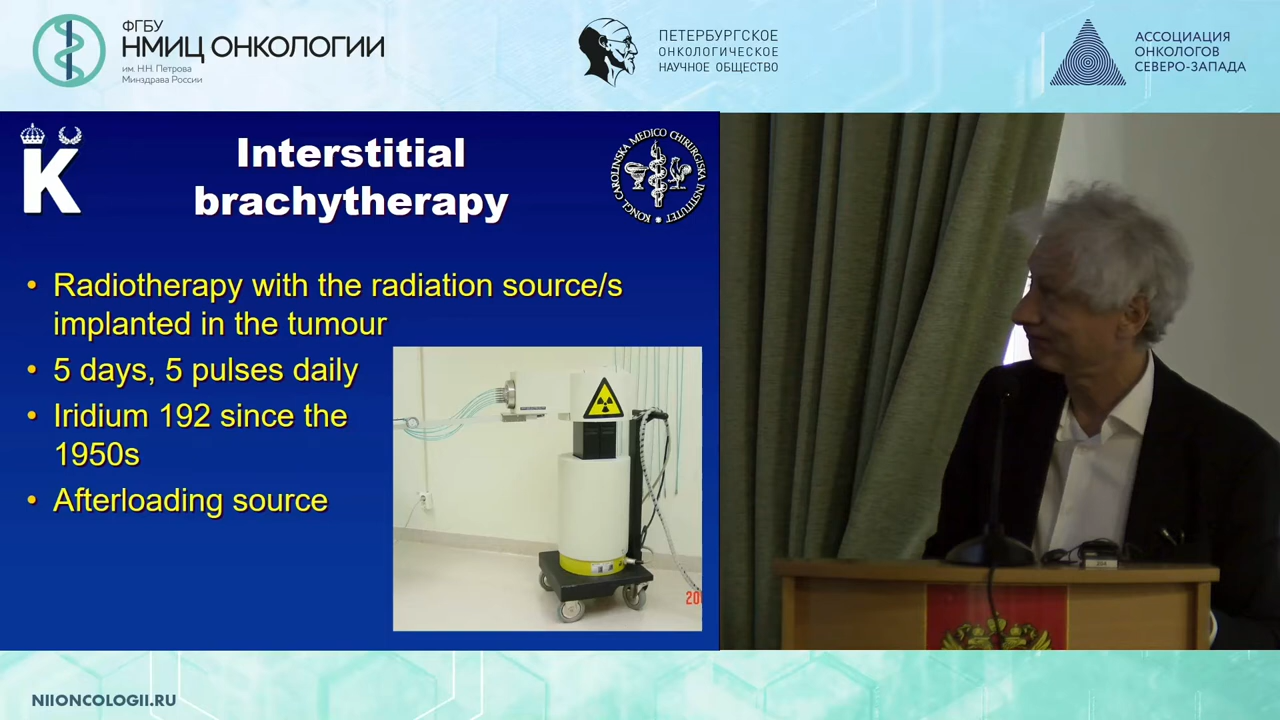 ФГБУ
НМИЦ ОНКОЛОГИИ
им. Н.Н. Петрова
Минздрава России
ПЕТЕРБУРГСКОЕ
ОНКОЛОГИЧЕСКОЕ
НАУЧНОЕ ОБЩЕСТВО
АССОЦИАЦИЯ
ОНКОЛОГОВ
СЕВЕРО-ЗАПАДА
K
Interstitial
brachytherapy
KONGL CAROLINSKA MEDICO CHIRURGISKA INSTITUTET
• Radiotherapy with the radiation source/s
implanted in the tumour
• 5 days, 5 pulses daily
• Iridium 192 since the
1950s
• Afterloading source
20
NIIONCOLOGII.RU